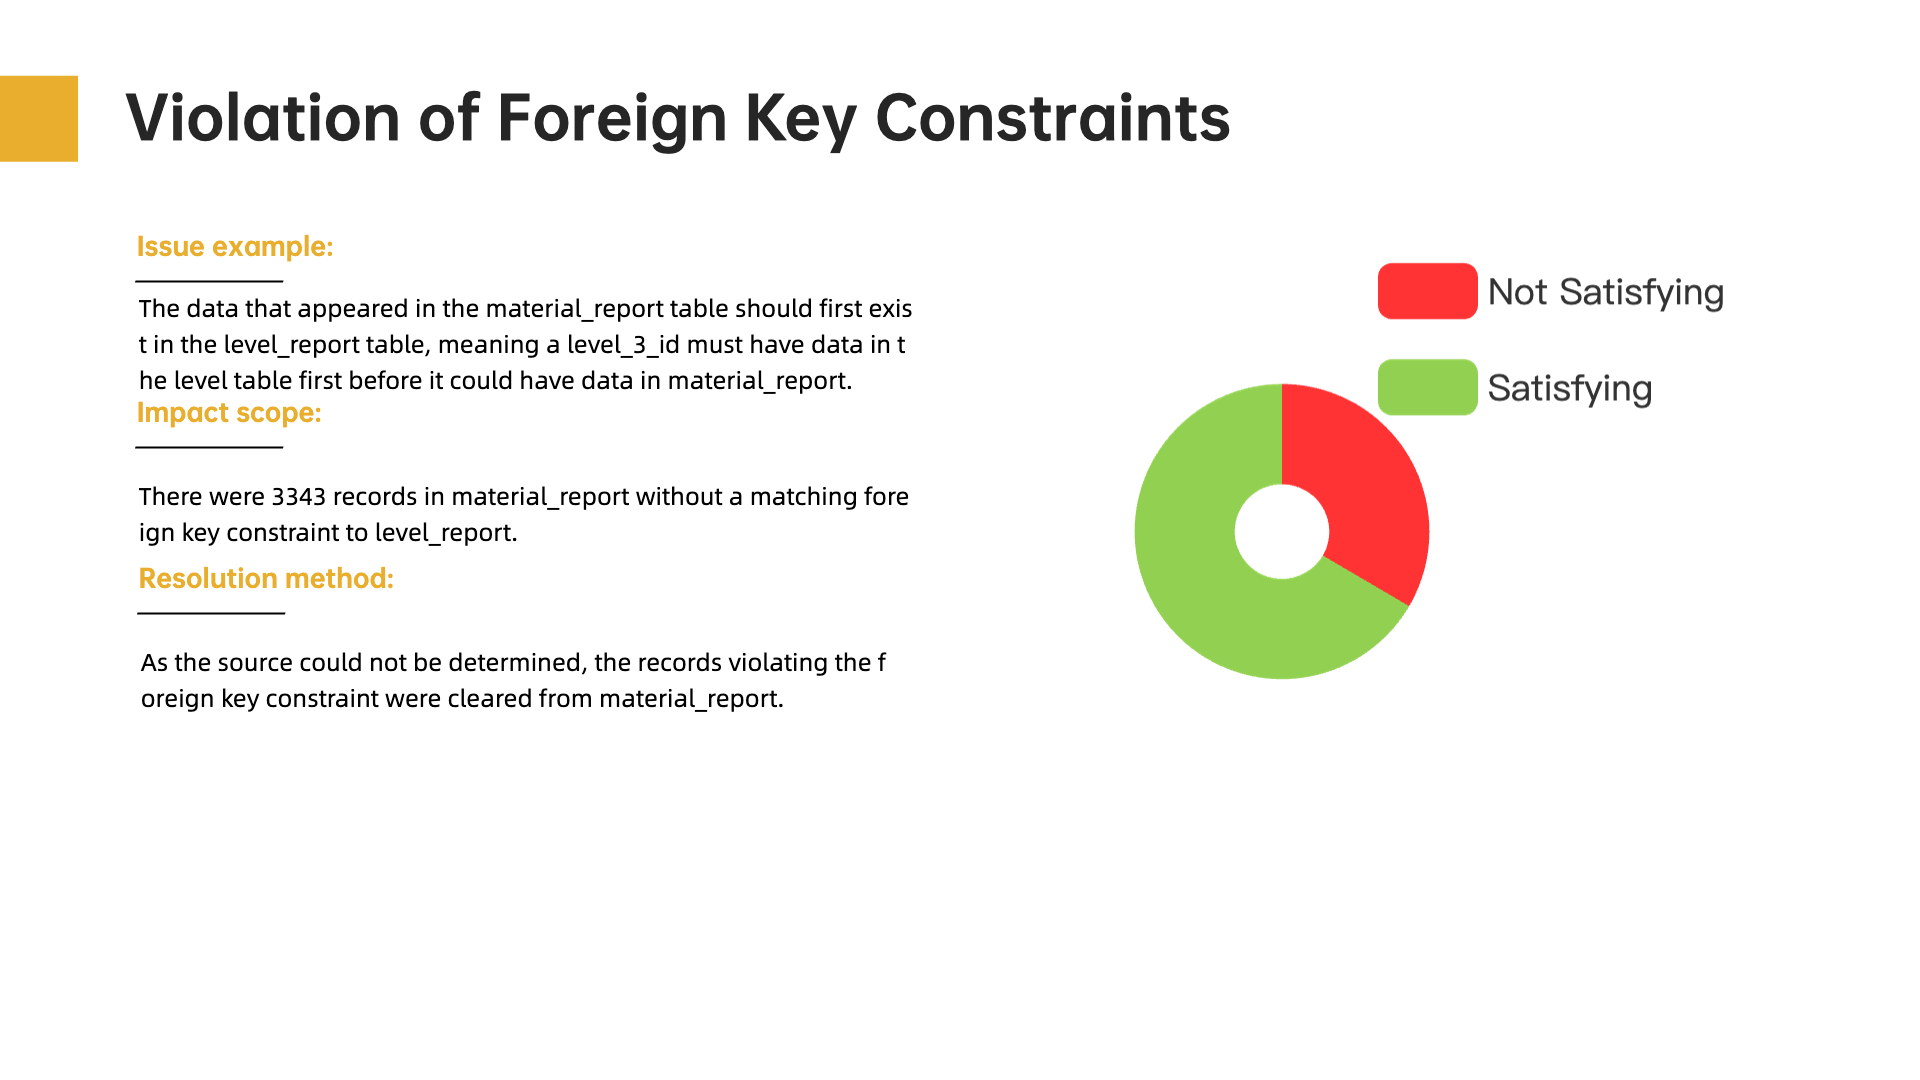 Violation of Foreign Key Constraints
Issue example:
The data that appeared in the material_report table should first exis
t in the level_report table, meaning a level_3_id must have data in t
he level table first before it could have data in material_report.
Impact scope:
There were 3343 records in material_report without a matching fore
ign key constraint to level_report.
Resolution method:
As the source could not be determined, the records violating the f
oreign key constraint were cleared from material_report.
Not Satisfying
Satisfying